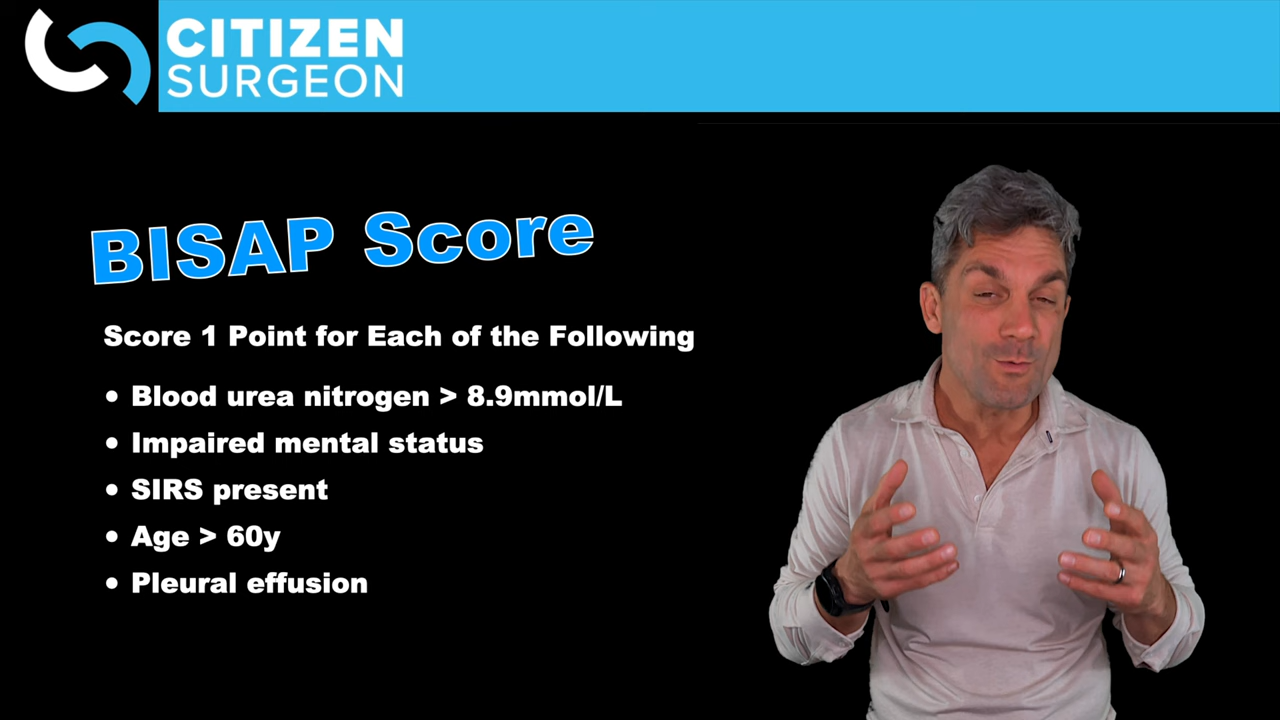 CITIZEN
SURGEON
BISAP Score
Score 1 Point for Each of the Following
• Blood urea nitrogen > 8.9mmol/L
• Impaired mental status
• SIRS present
• Age > 60y
• Pleural effusion